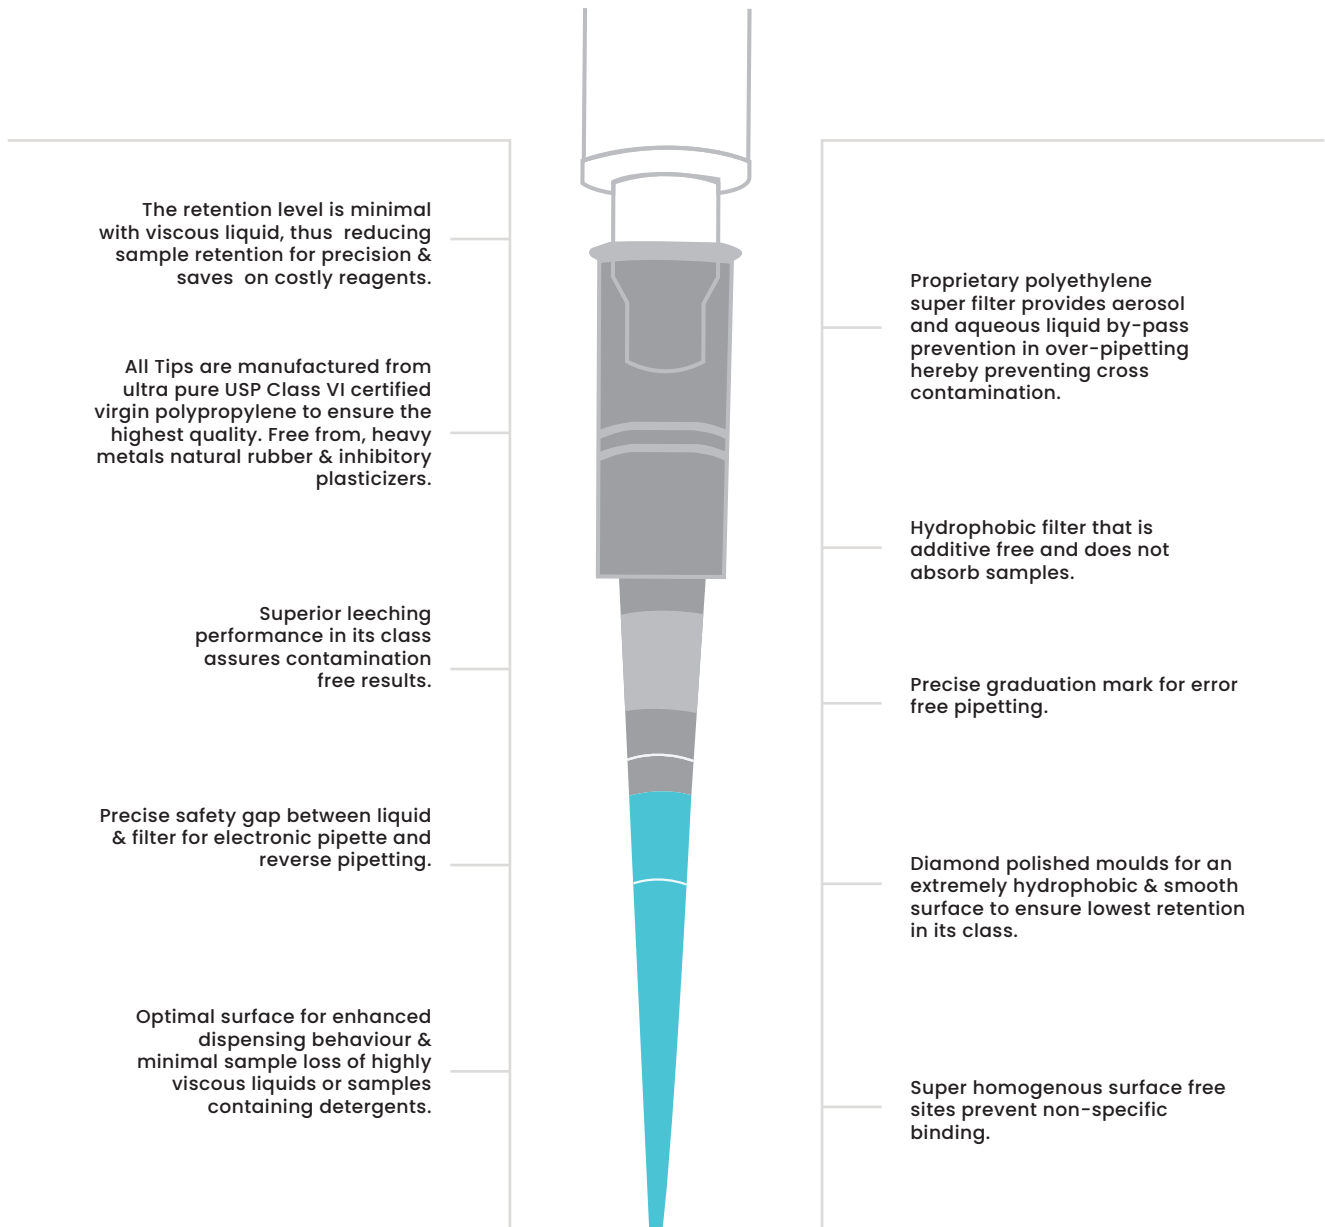 The retention level is minimal
with viscous liquid, thus  reducing
sample retention for precision &
saves  on costly reagents.
All Tips are manufactured from
ultra pure USP Class VI certified
virgin polypropylene to ensure the
highest quality. Free from, heavy
metals natural rubber & inhibitory
plasticizers.
Superior leeching
performance in its class
assures contamination
free results.
Precise safety gap between liquid
& filter for electronic pipette and
reverse pipetting.
Optimal surface for enhanced
dispensing behaviour &
minimal sample loss of highly
viscous liquids or samples
containing detergents.
Proprietary polyethylene
super filter provides aerosol
and aqueous liquid by-pass
prevention in over-pipetting
hereby preventing cross
contamination.
Hydrophobic filter that is
additive free and does not
absorb samples.
Precise graduation mark for error
free pipetting.
Diamond polished moulds for an
extremely hydrophobic & smooth
surface to ensure lowest retention
in its class.
Super homogenous surface free
sites prevent non-specific
binding.